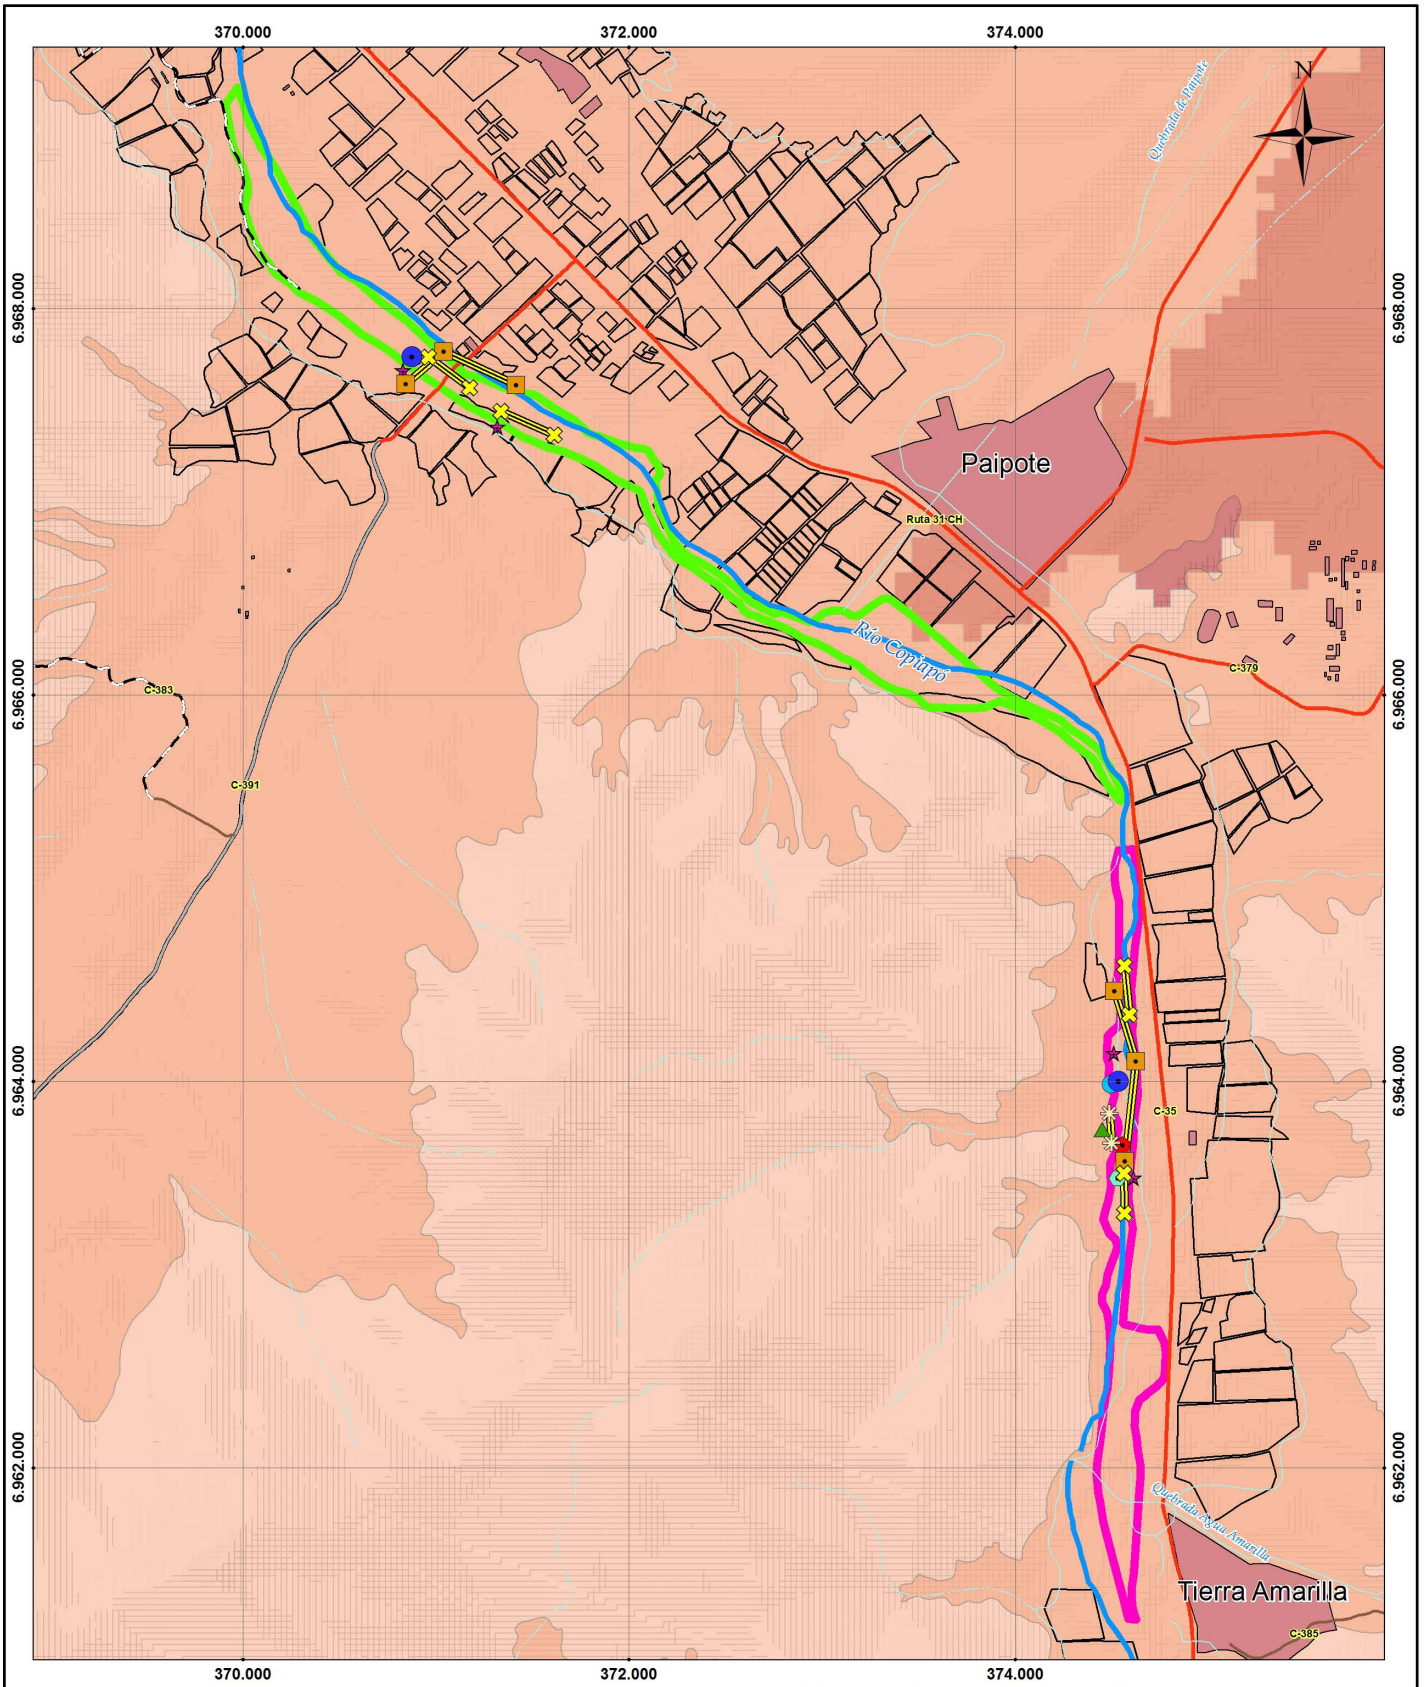 370.000
372.000
374.000
N
Quebrada de Paipote
6.968.000
6.968.000
Paipote
Ruta 31 CH
Río Copiapó
C-379
6.966.000
6.966.000
C-383
C-391
6.964.000
6.964.000
C-35
6.962.000
6.962.000
Quebrada Agua Amarilla
Tierra Amarilla
C-385
370.000
372.000
374.000